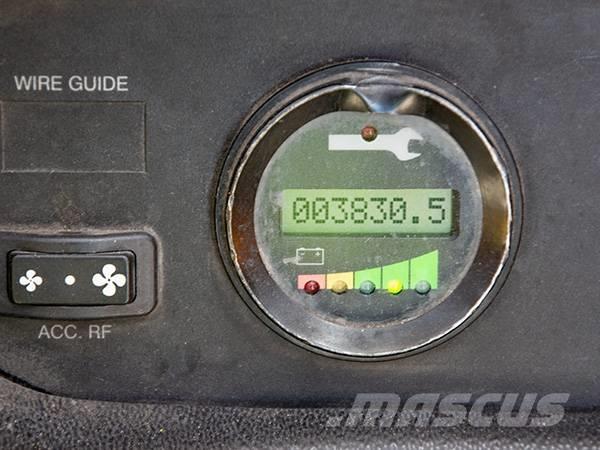 WIRE GUIDE
003830.5
ACC. RF
MASCUS